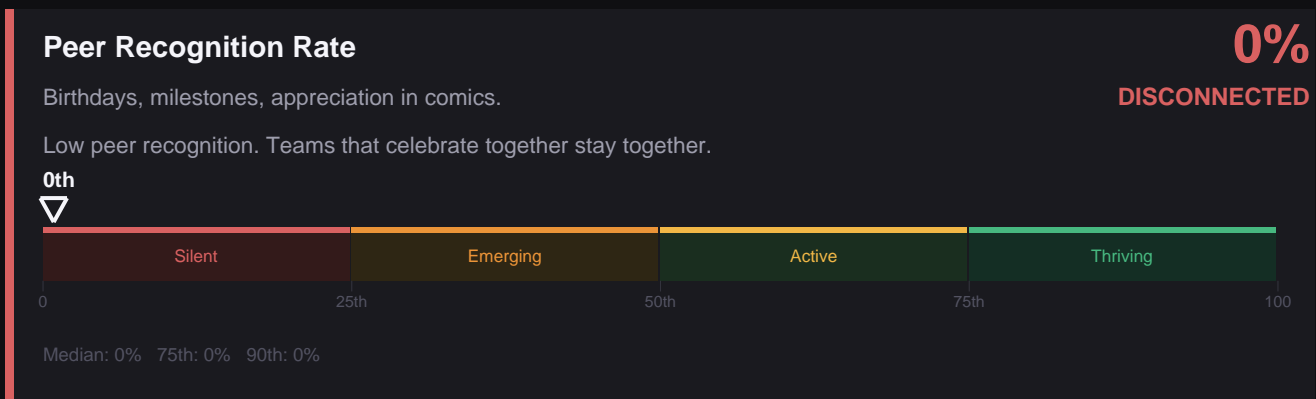 Peer Recognition Rate
0%
Birthdays, milestones, appreciation in comics.
DISCONNECTED
Low peer recognition. Teams that celebrate together stay together.
0th
Silent Emerging Active Thriving
0 25th 50th 75th 100
Median: 0% 75th: 0% 90th: 0%